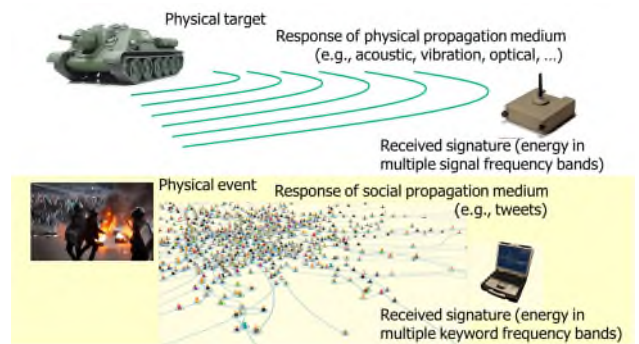 Physical target
Response of physical propagation medium
(e.g., acoustic, vibration, optical, ...)
Received signature (energy in
multiple signal frequency bands)
Physical event
Response of social propagation medium
(e.g., tweets)
Received signature (energy in
multiple keyword frequency bands)